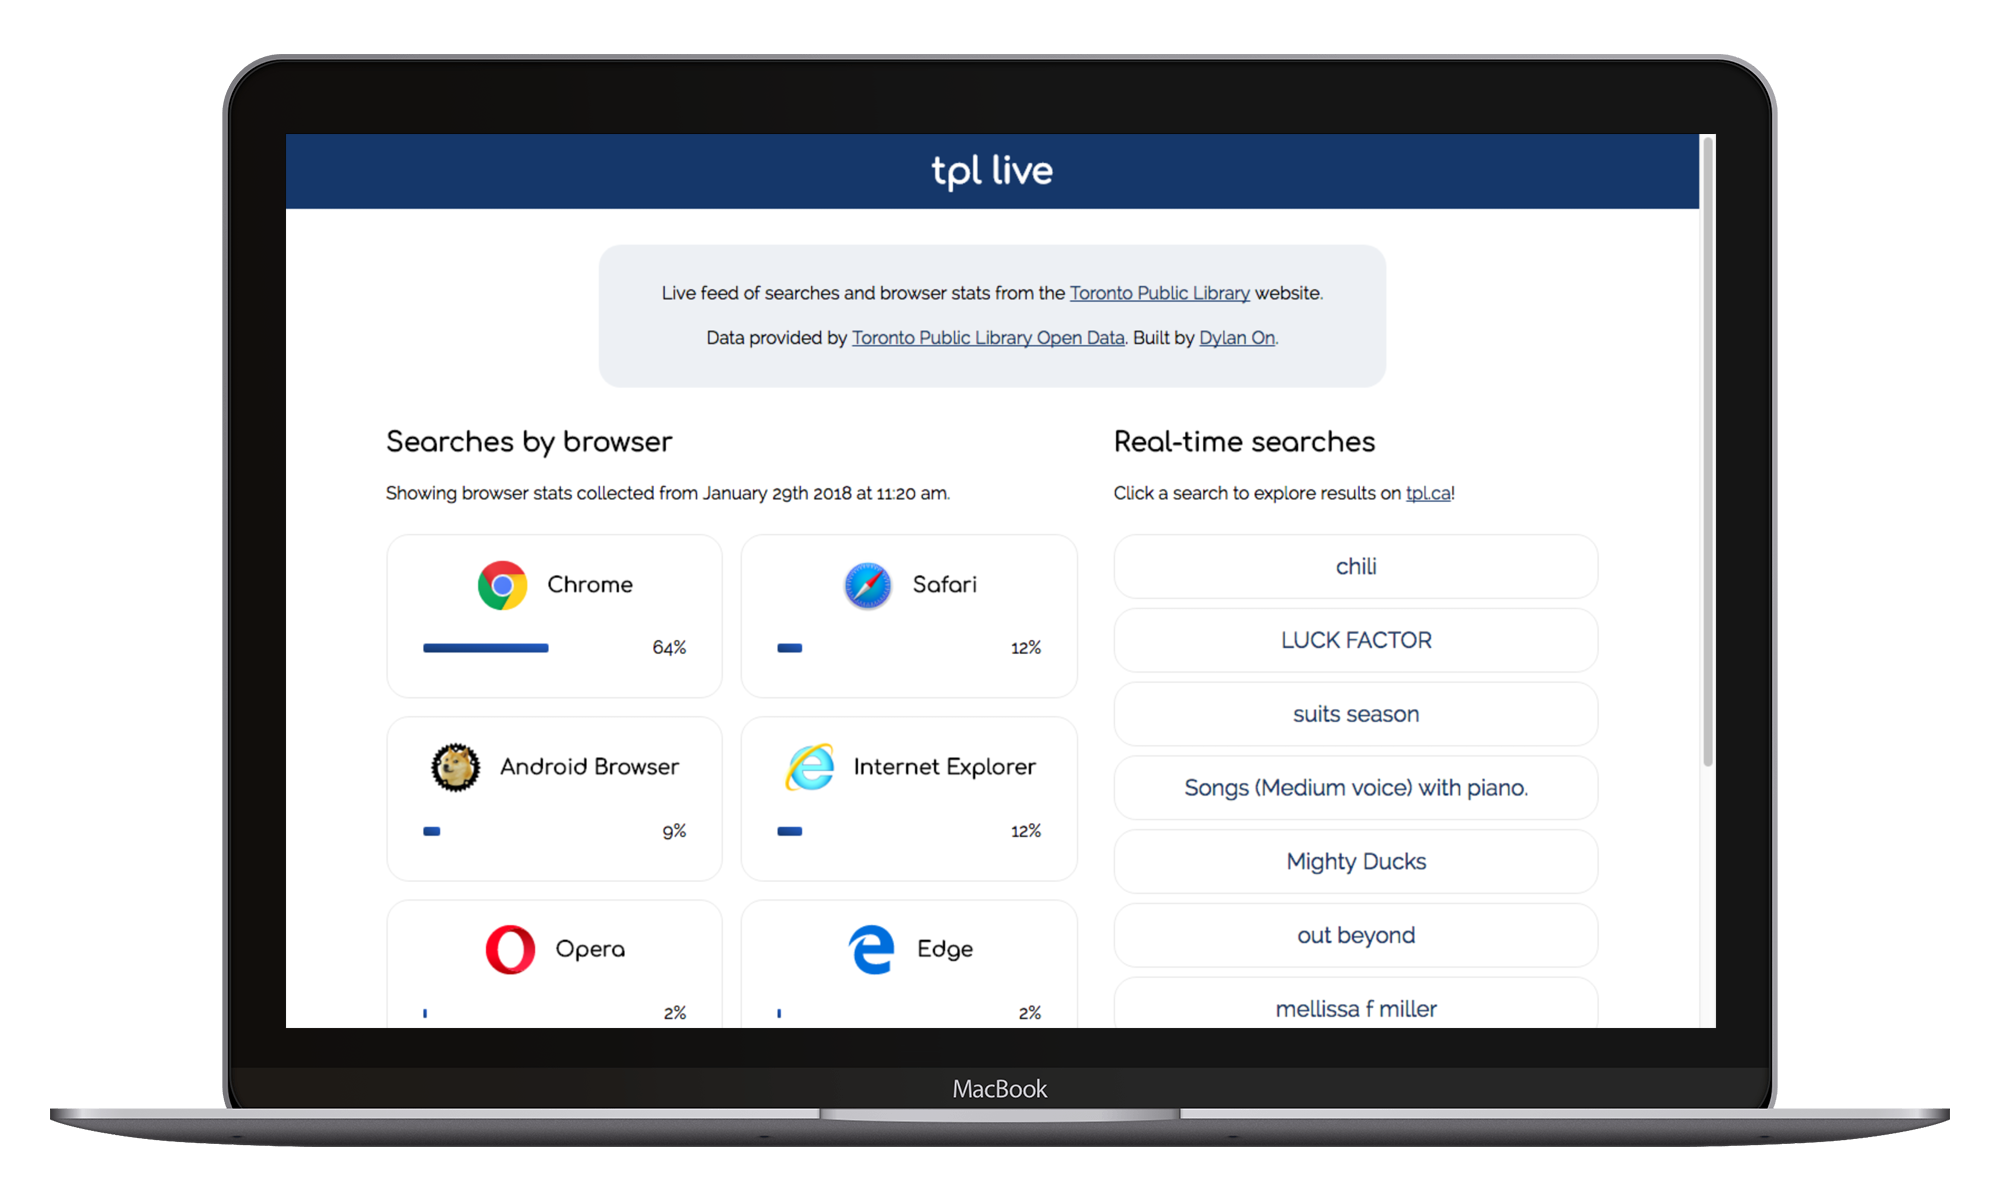 tpl live
Live feed of searches and browser stats from the Toronto Public Library website.
Data provided by Toronto Public Library Open Data. Built by Dylan On.
Searches by browser
Showing browser stats collected from January 29th 2018 at 11:20 am.
Chrome
64%
Safari
12%
Android Browser
9%
Internet Explorer
12%
Opera
2%
Edge
2%
Real-time searches
Click a search to explore results on tpl.ca!
chili
LUCK FACTOR
suits season
Songs (Medium voice) with piano.
Mighty Ducks
out beyond
mellissa f miller
MacBook